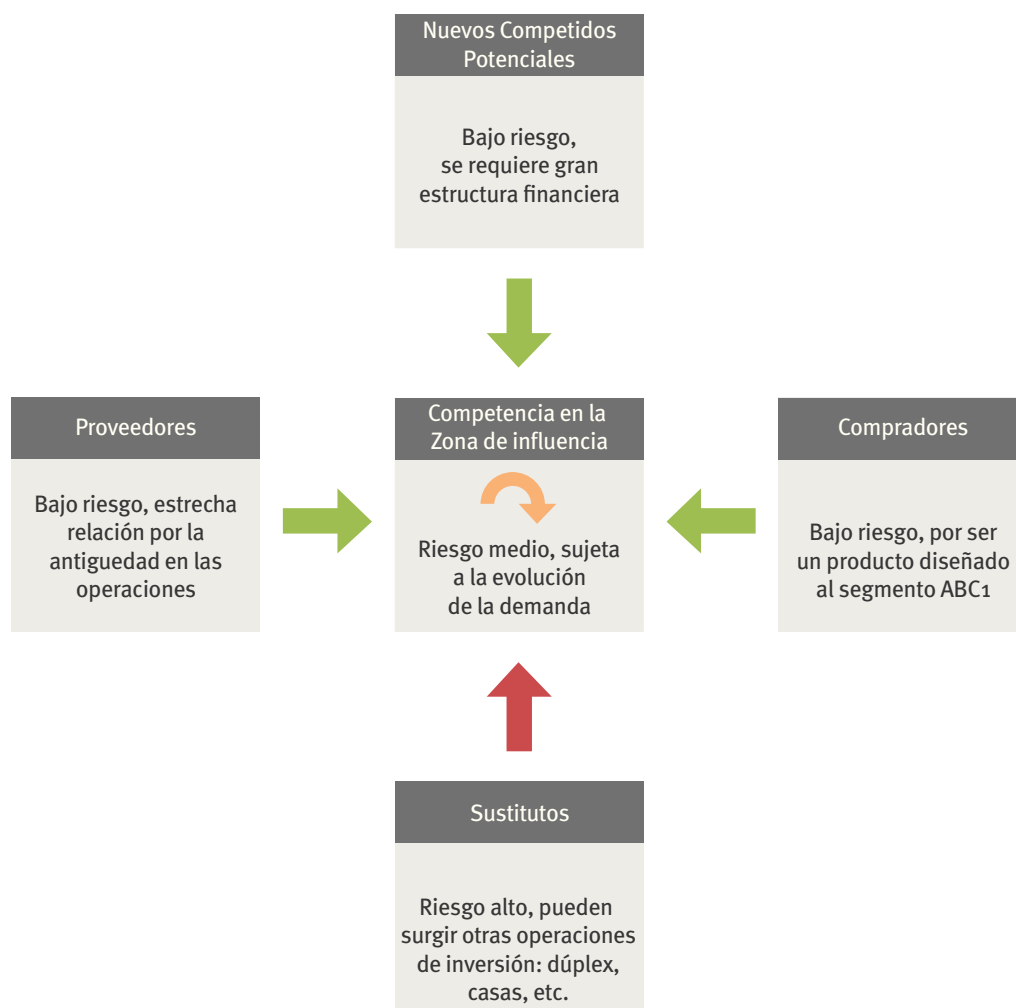 Nuevos Competidos
Potenciales
Bajo riesgo,
se requiere gran
estructura financiera
Proveedores
Bajo riesgo, estrecha
relación por la
antiguedad en las
operaciones
Competencia en la
Zona de influencia
Riesgo medio, sujeta
a la evolución
de la demanda
Compradores
Bajo riesgo, por ser
un producto diseñado
al segmento ABC1
Sustitutos
Riesgo alto, pueden
surgir otras operaciones
de inversión: dúplex,
casas, etc.